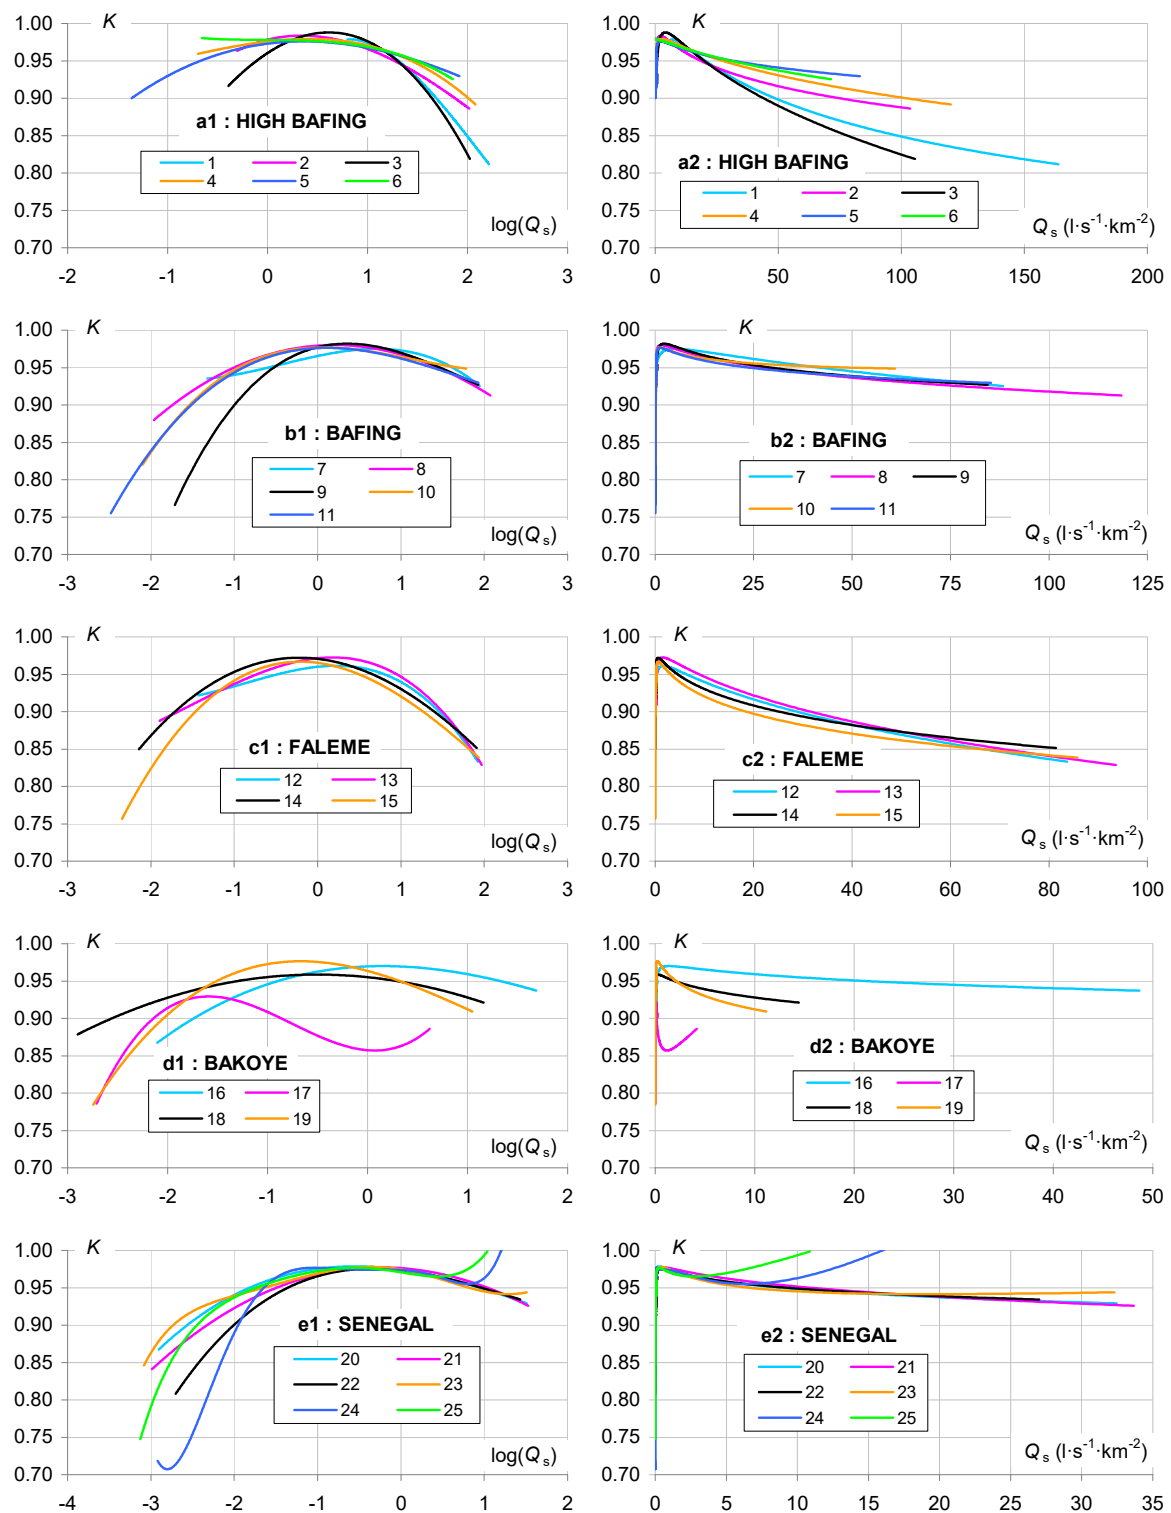 K
1.00
0.95
0.90
0.85
0.80
0.75
0.70
a1 : HIGH BAFING
1 2 3
4 5 6
log(Qs)
-2 -1 0 1 2 3
K
1.00
0.95
0.90
0.85
0.80
0.75
0.70
a2 : HIGH BAFING
1 2 3
4 5 6
Qs (l·s-1·km-2)
0 50 100 150 200
K
1.00
0.95
0.90
0.85
0.80
0.75
0.70
b1 : BAFING
7 8
9 10
11
log(Qs)
-3 -2 -1 0 1 2 3
K
1.00
0.95
0.90
0.85
0.80
0.75
0.70
b2 : BAFING
7 8 9
10 11
Qs (l·s-1·km-2)
0 25 50 75 100 125
K
1.00
0.95
0.90
0.85
0.80
0.75
0.70
c1 : FALEME
12 13
14 15
log(Qs)
-3 -2 -1 0 1 2 3
K
1.00
0.95
0.90
0.85
0.80
0.75
0.70
c2 : FALEME
12 13
14 15
Qs (l·s-1·km-2)
0 20 40 60 80 100
K
1.00
0.95
0.90
0.85
0.80
0.75
0.70
d1 : BAKOYE
16 17
18 19
log(Qs)
-3 -2 -1 0 1 2
K
1.00
0.95
0.90
0.85
0.80
0.75
0.70
d2 : BAKOYE
16 17
18 19
Qs (l·s-1·km-2)
0 10 20 30 40 50
K
1.00
0.95
0.90
0.85
0.80
0.75
0.70
e1 : SENEGAL
20 21
22 23
24 25
log(Qs)
-4 -3 -2 -1 0 1 2
K
1.00
0.95
0.90
0.85
0.80
0.75
0.70
e2 : SENEGAL
20 21
22 23
24 25
Qs (l·s-1·km-2)
0 5 10 15 20 25 30 35